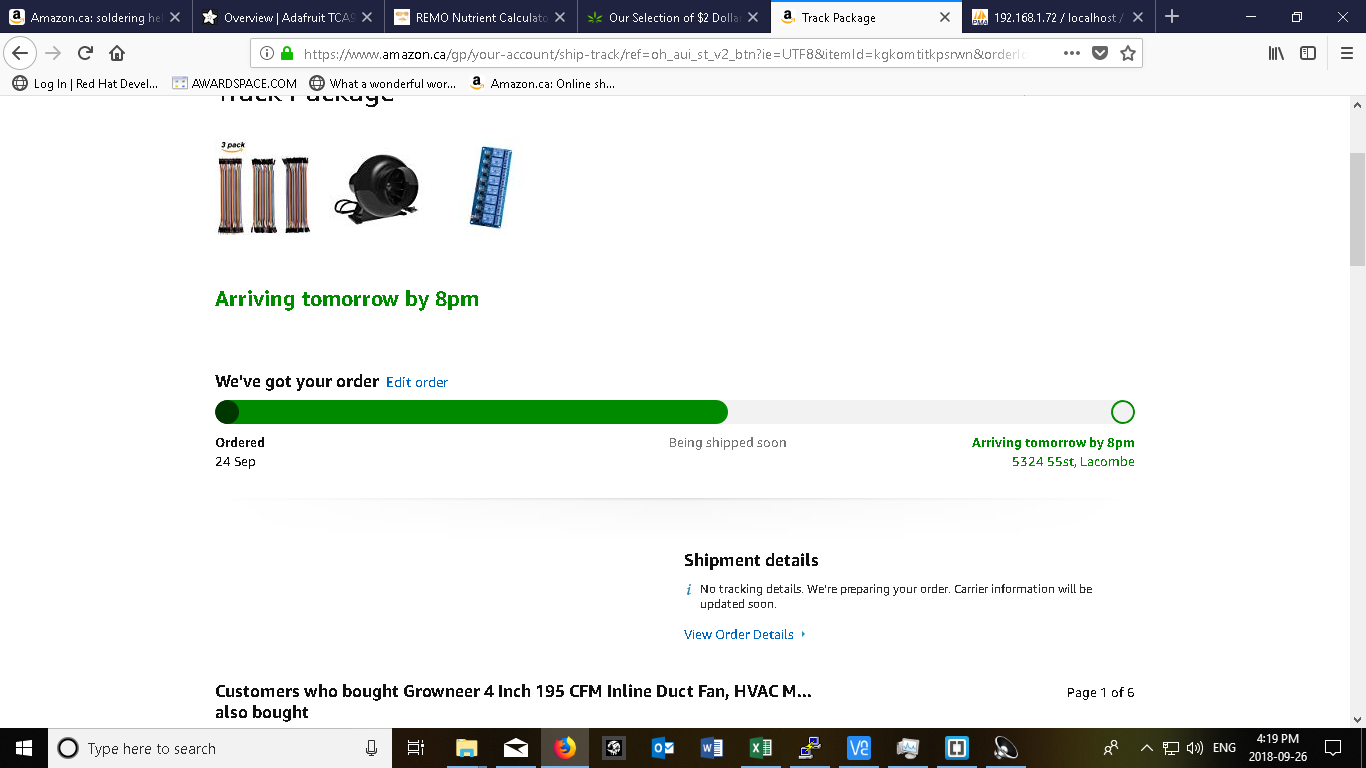 Amazon.ca: soldering hel
Overview | Adafruit TCA9
REMO Nutrient Calculato
Our Selection of $2 Dolla
Track Package
192.168.1.72 / localhost /
https://www.amazon.ca/gp/your-account/ship-track/ref=oh_aui_st_v2_btn?ie=UTF8&itemId=kgkomtitkpsrwn&orderI
Log In | Red Hat Devel...
AWARDSPACE.COM
What a wonderful wor...
Amazon.ca: Online sh...
Track Package
3 pack
Arriving tomorrow by 8pm
We've got your order Edit order
Ordered
Being shipped soon
Arriving tomorrow by 8pm
24 Sep
5324 55st, Lacombe
Shipment details
No tracking details. We're preparing your order. Carrier information will be
updated soon.
View Order Details
Customers who bought Growneer 4 Inch 195 CFM Inline Duct Fan, HVAC M...
also bought
Page 1 of 6
Type here to search
ENG
4:19 PM
2018-09-26